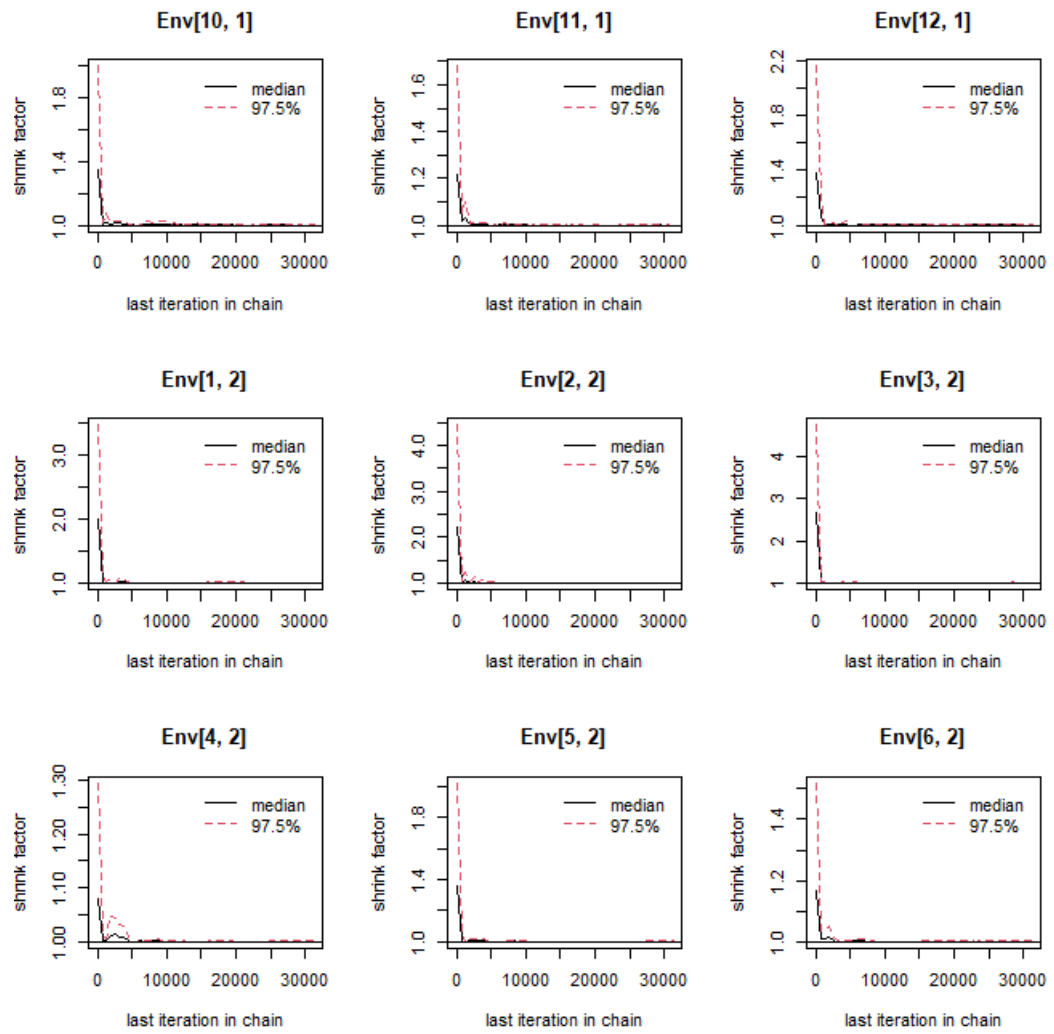 Env[10, 1]
shrink factor
1.0 1.4 1.8
median
97.5%
0 10000 20000 30000
last iteration in chain
Env[11, 1]
shrink factor
1.0 1.2 1.4 1.6
median
97.5%
0 10000 20000 30000
last iteration in chain
Env[12, 1]
shrink factor
1.0 1.4 1.8 2.2
median
97.5%
0 10000 20000 30000
last iteration in chain
Env[1, 2]
shrink factor
1.0 2.0 3.0
median
97.5%
0 10000 20000 30000
last iteration in chain
Env[2, 2]
shrink factor
1.0 2.0 3.0 4.0
median
97.5%
0 10000 20000 30000
last iteration in chain
Env[3, 2]
shrink factor
1 2 3 4
median
97.5%
0 10000 20000 30000
last iteration in chain
Env[4, 2]
shrink factor
1.00 1.10 1.20 1.30
median
97.5%
0 10000 20000 30000
last iteration in chain
Env[5, 2]
shrink factor
1.0 1.4 1.8
median
97.5%
0 10000 20000 30000
last iteration in chain
Env[6, 2]
shrink factor
1.0 1.2 1.4
median
97.5%
0 10000 20000 30000
last iteration in chain